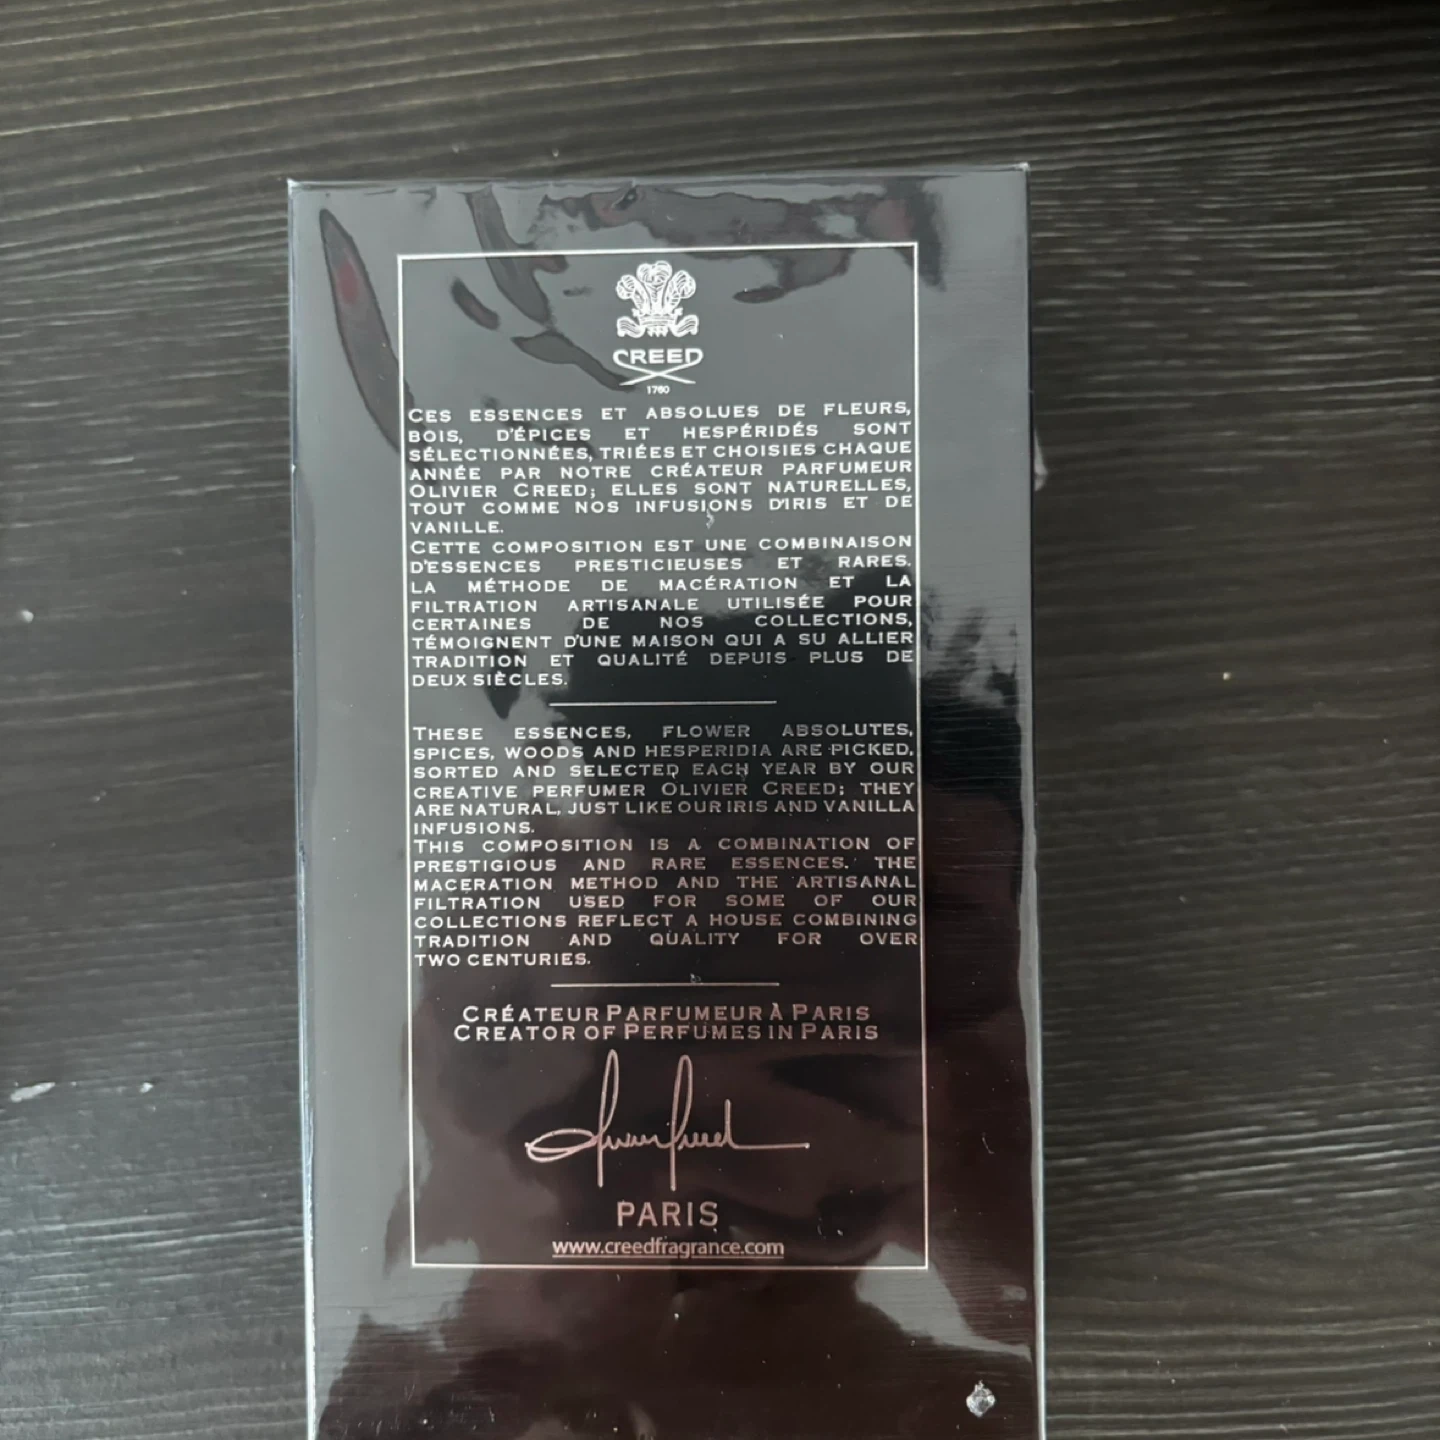 CREED
1760
CES ESSENCES ET ABSOLUES DE FLEURS,
BOIS, D'ÉPICES ET HESPÉRIDÉS SONT
SÉLECTIONNÉES, TRIÉES ET CHOISIES CHAQUE
ANNÉE PAR NOTRE CRÉATEUR PARFUMEUR
OLIVIER CREED; ELLES SONT NATURELLES,
TOUT COMME NOS INFUSIONS D'IRIS ET DE
VANILLE.
CETTE COMPOSITION EST UNE COMBINAISON
D'ESSENCES PRESTICIEUSES ET RARES.
LA MÉTHODE DE MACÉRATION ET LA
FILTRATION ARTISANALE UTILISÉE POUR
CERTAINES DE NOS COLLECTIONS,
TÉMOIGNENT D'UNE MAISON QUI A SU ALLIER
TRADITION ET QUALITÉ DEPUIS PLUS DE
DEUX SIÈCLES.
THESE ESSENCES, FLOWER ABSOLUTES,
SPICES, WOODS AND HESPERIDIA ARE PICKED,
SORTED AND SELECTED EACH YEAR BY OUR
CREATIVE PERFUMER OLIVIER CREED; THEY
ARE NATURAL, JUST LIKE OUR IRIS AND VANILLA
INFUSIONS.
THIS COMPOSITION IS A COMBINATION OF
PRESTIGIOUS AND RARE ESSENCES. THE
MACERATION METHOD AND THE ARTISANAL
FILTRATION USED FOR SOME OF OUR
COLLECTIONS REFLECT A HOUSE COMBINING
TRADITION AND QUALITY FOR OVER
TWO CENTURIES.
CRÉATEUR PARFUMEUR À PARIS
CREATOR OF PERFUMES IN PARIS
Olivier Creed
PARIS
www.creedfragrance.com